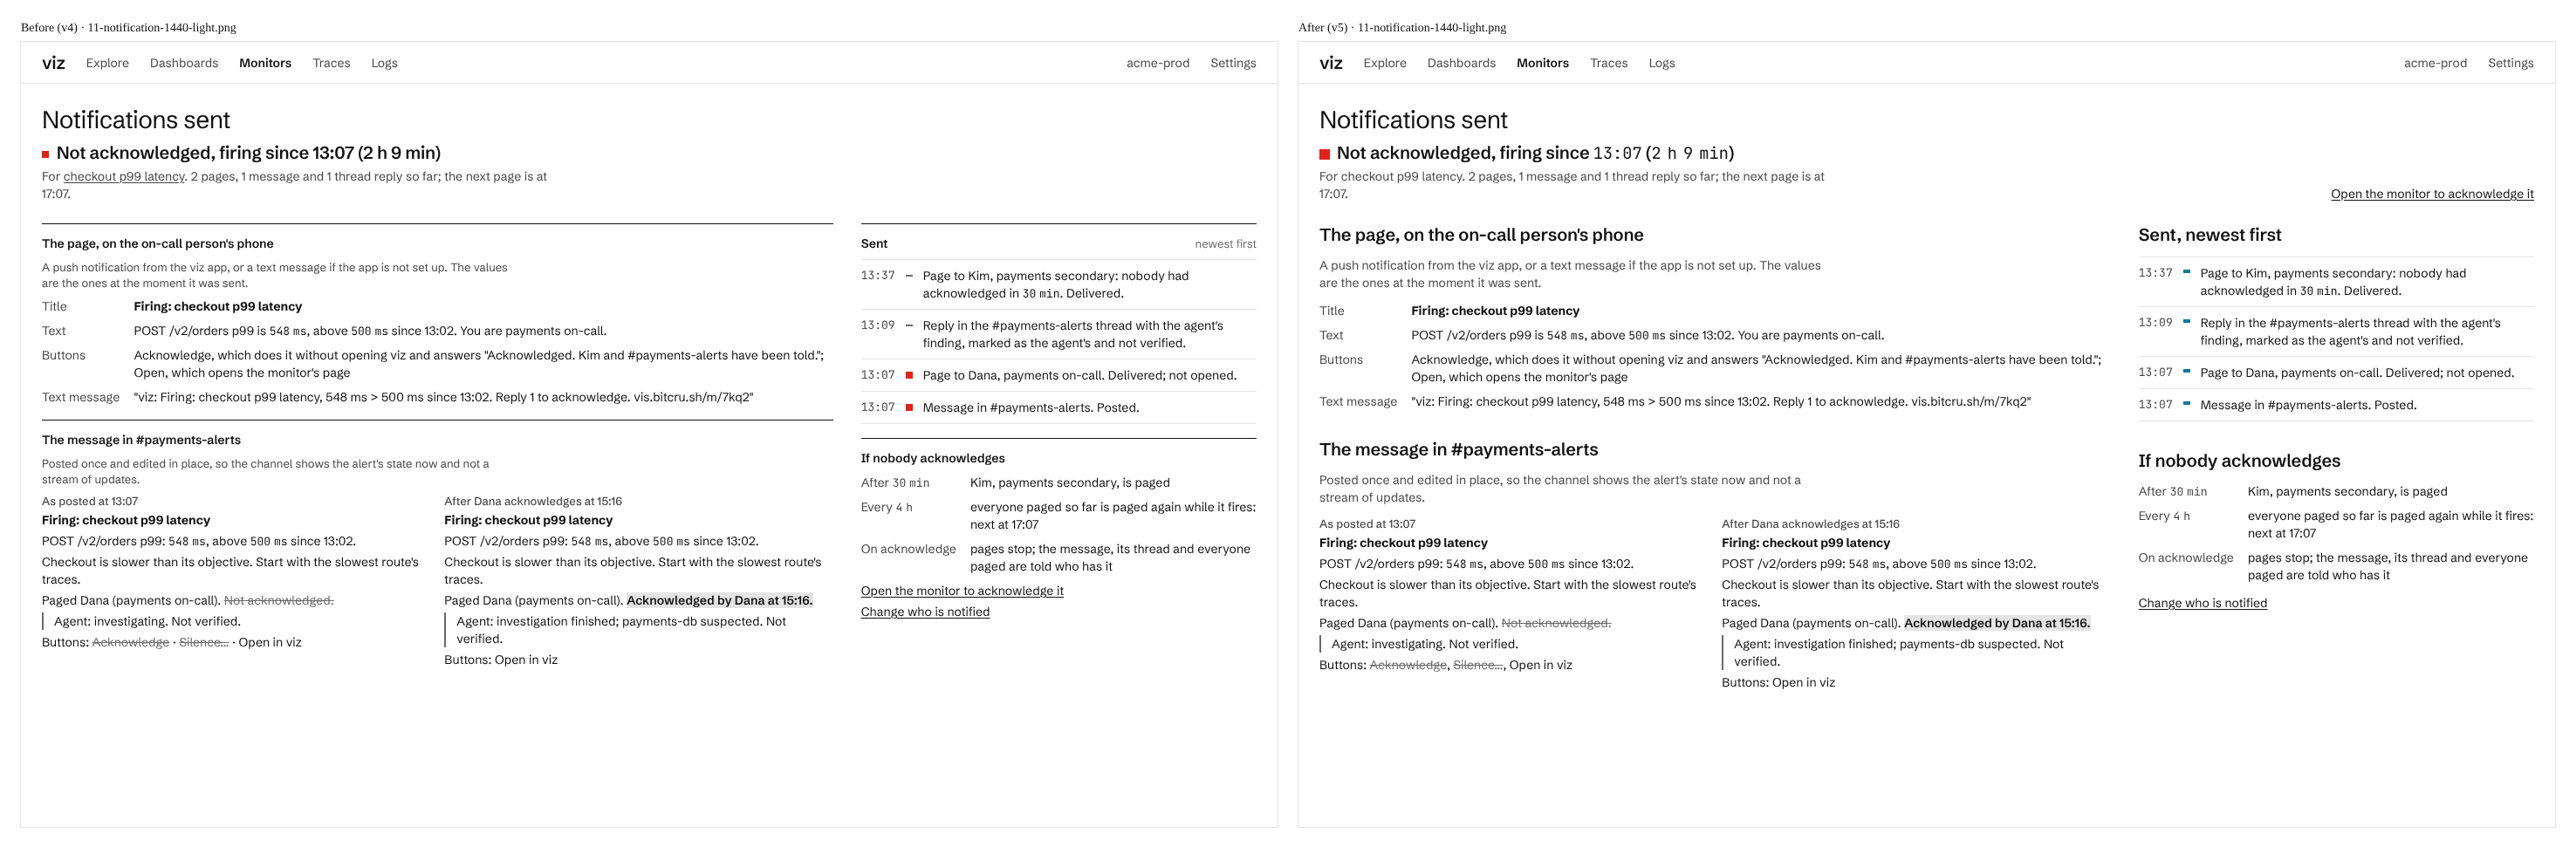 Before (v4) · 11-notification-1440-light.png
viz Explore Dashboards Monitors Traces Logs acme-prod Settings
Notifications sent
Not acknowledged, firing since 13:07 (2 h 9 min)
For checkout p99 latency. 2 pages, 1 message and 1 thread reply so far; the next page is at
17:07.
The page, on the on-call person's phone
A push notification from the viz app, or a text message if the app is not set up. The values
are the ones at the moment it was sent.
Title Firing: checkout p99 latency
Text POST /v2/orders p99 is 548 ms, above 500 ms since 13:02. You are payments on-call.
Buttons Acknowledge, which does it without opening viz and answers "Acknowledged. Kim and #payments-alerts have been told.";
Open, which opens the monitor's page
Text message "viz: Firing: checkout p99 latency, 548 ms > 500 ms since 13:02. Reply 1 to acknowledge. vis.bitcru.sh/m/7kq2"
The message in #payments-alerts
Posted once and edited in place, so the channel shows the alert's state now and not a
stream of updates.
As posted at 13:07
Firing: checkout p99 latency
POST /v2/orders p99: 548 ms, above 500 ms since 13:02.
Checkout is slower than its objective. Start with the slowest route's
traces.
Paged Dana (payments on-call). Not acknowledged.
Agent: investigating. Not verified.
Buttons: Acknowledge · Silence… · Open in viz
After Dana acknowledges at 15:16
Firing: checkout p99 latency
POST /v2/orders p99: 548 ms, above 500 ms since 13:02.
Checkout is slower than its objective. Start with the slowest route's
traces.
Paged Dana (payments on-call). Acknowledged by Dana at 15:16.
Agent: investigation finished; payments-db suspected. Not
verified.
Buttons: Open in viz
Sent newest first
13:37 – Page to Kim, payments secondary: nobody had
acknowledged in 30 min. Delivered.
13:09 – Reply in the #payments-alerts thread with the agent's
finding, marked as the agent's and not verified.
13:07 Page to Dana, payments on-call. Delivered; not opened.
13:07 Message in #payments-alerts. Posted.
If nobody acknowledges
After 30 min Kim, payments secondary, is paged
Every 4 h everyone paged so far is paged again while it fires:
next at 17:07
On acknowledge pages stop; the message, its thread and everyone
paged are told who has it
Open the monitor to acknowledge it
Change who is notified
After (v5) · 11-notification-1440-light.png
viz Explore Dashboards Monitors Traces Logs acme-prod Settings
Notifications sent
Not acknowledged, firing since 13:07 (2 h 9 min)
For checkout p99 latency. 2 pages, 1 message and 1 thread reply so far; the next page is at
17:07.
Open the monitor to acknowledge it
The page, on the on-call person's phone
A push notification from the viz app, or a text message if the app is not set up. The values
are the ones at the moment it was sent.
Title Firing: checkout p99 latency
Text POST /v2/orders p99 is 548 ms, above 500 ms since 13:02. You are payments on-call.
Buttons Acknowledge, which does it without opening viz and answers "Acknowledged. Kim and #payments-alerts have been told.";
Open, which opens the monitor's page
Text message "viz: Firing: checkout p99 latency, 548 ms > 500 ms since 13:02. Reply 1 to acknowledge. vis.bitcru.sh/m/7kq2"
The message in #payments-alerts
Posted once and edited in place, so the channel shows the alert's state now and not a
stream of updates.
As posted at 13:07
Firing: checkout p99 latency
POST /v2/orders p99: 548 ms, above 500 ms since 13:02.
Checkout is slower than its objective. Start with the slowest route's
traces.
Paged Dana (payments on-call). Not acknowledged.
Agent: investigating. Not verified.
Buttons: Acknowledge, Silence…, Open in viz
After Dana acknowledges at 15:16
Firing: checkout p99 latency
POST /v2/orders p99: 548 ms, above 500 ms since 13:02.
Checkout is slower than its objective. Start with the slowest route's
traces.
Paged Dana (payments on-call). Acknowledged by Dana at 15:16.
Agent: investigation finished; payments-db suspected. Not
verified.
Buttons: Open in viz
Sent, newest first
13:37 Page to Kim, payments secondary: nobody had
acknowledged in 30 min. Delivered.
13:09 Reply in the #payments-alerts thread with the agent's
finding, marked as the agent's and not verified.
13:07 Page to Dana, payments on-call. Delivered; not opened.
13:07 Message in #payments-alerts. Posted.
If nobody acknowledges
After 30 min Kim, payments secondary, is paged
Every 4 h everyone paged so far is paged again while it fires:
next at 17:07
On acknowledge pages stop; the message, its thread and everyone
paged are told who has it
Change who is notified